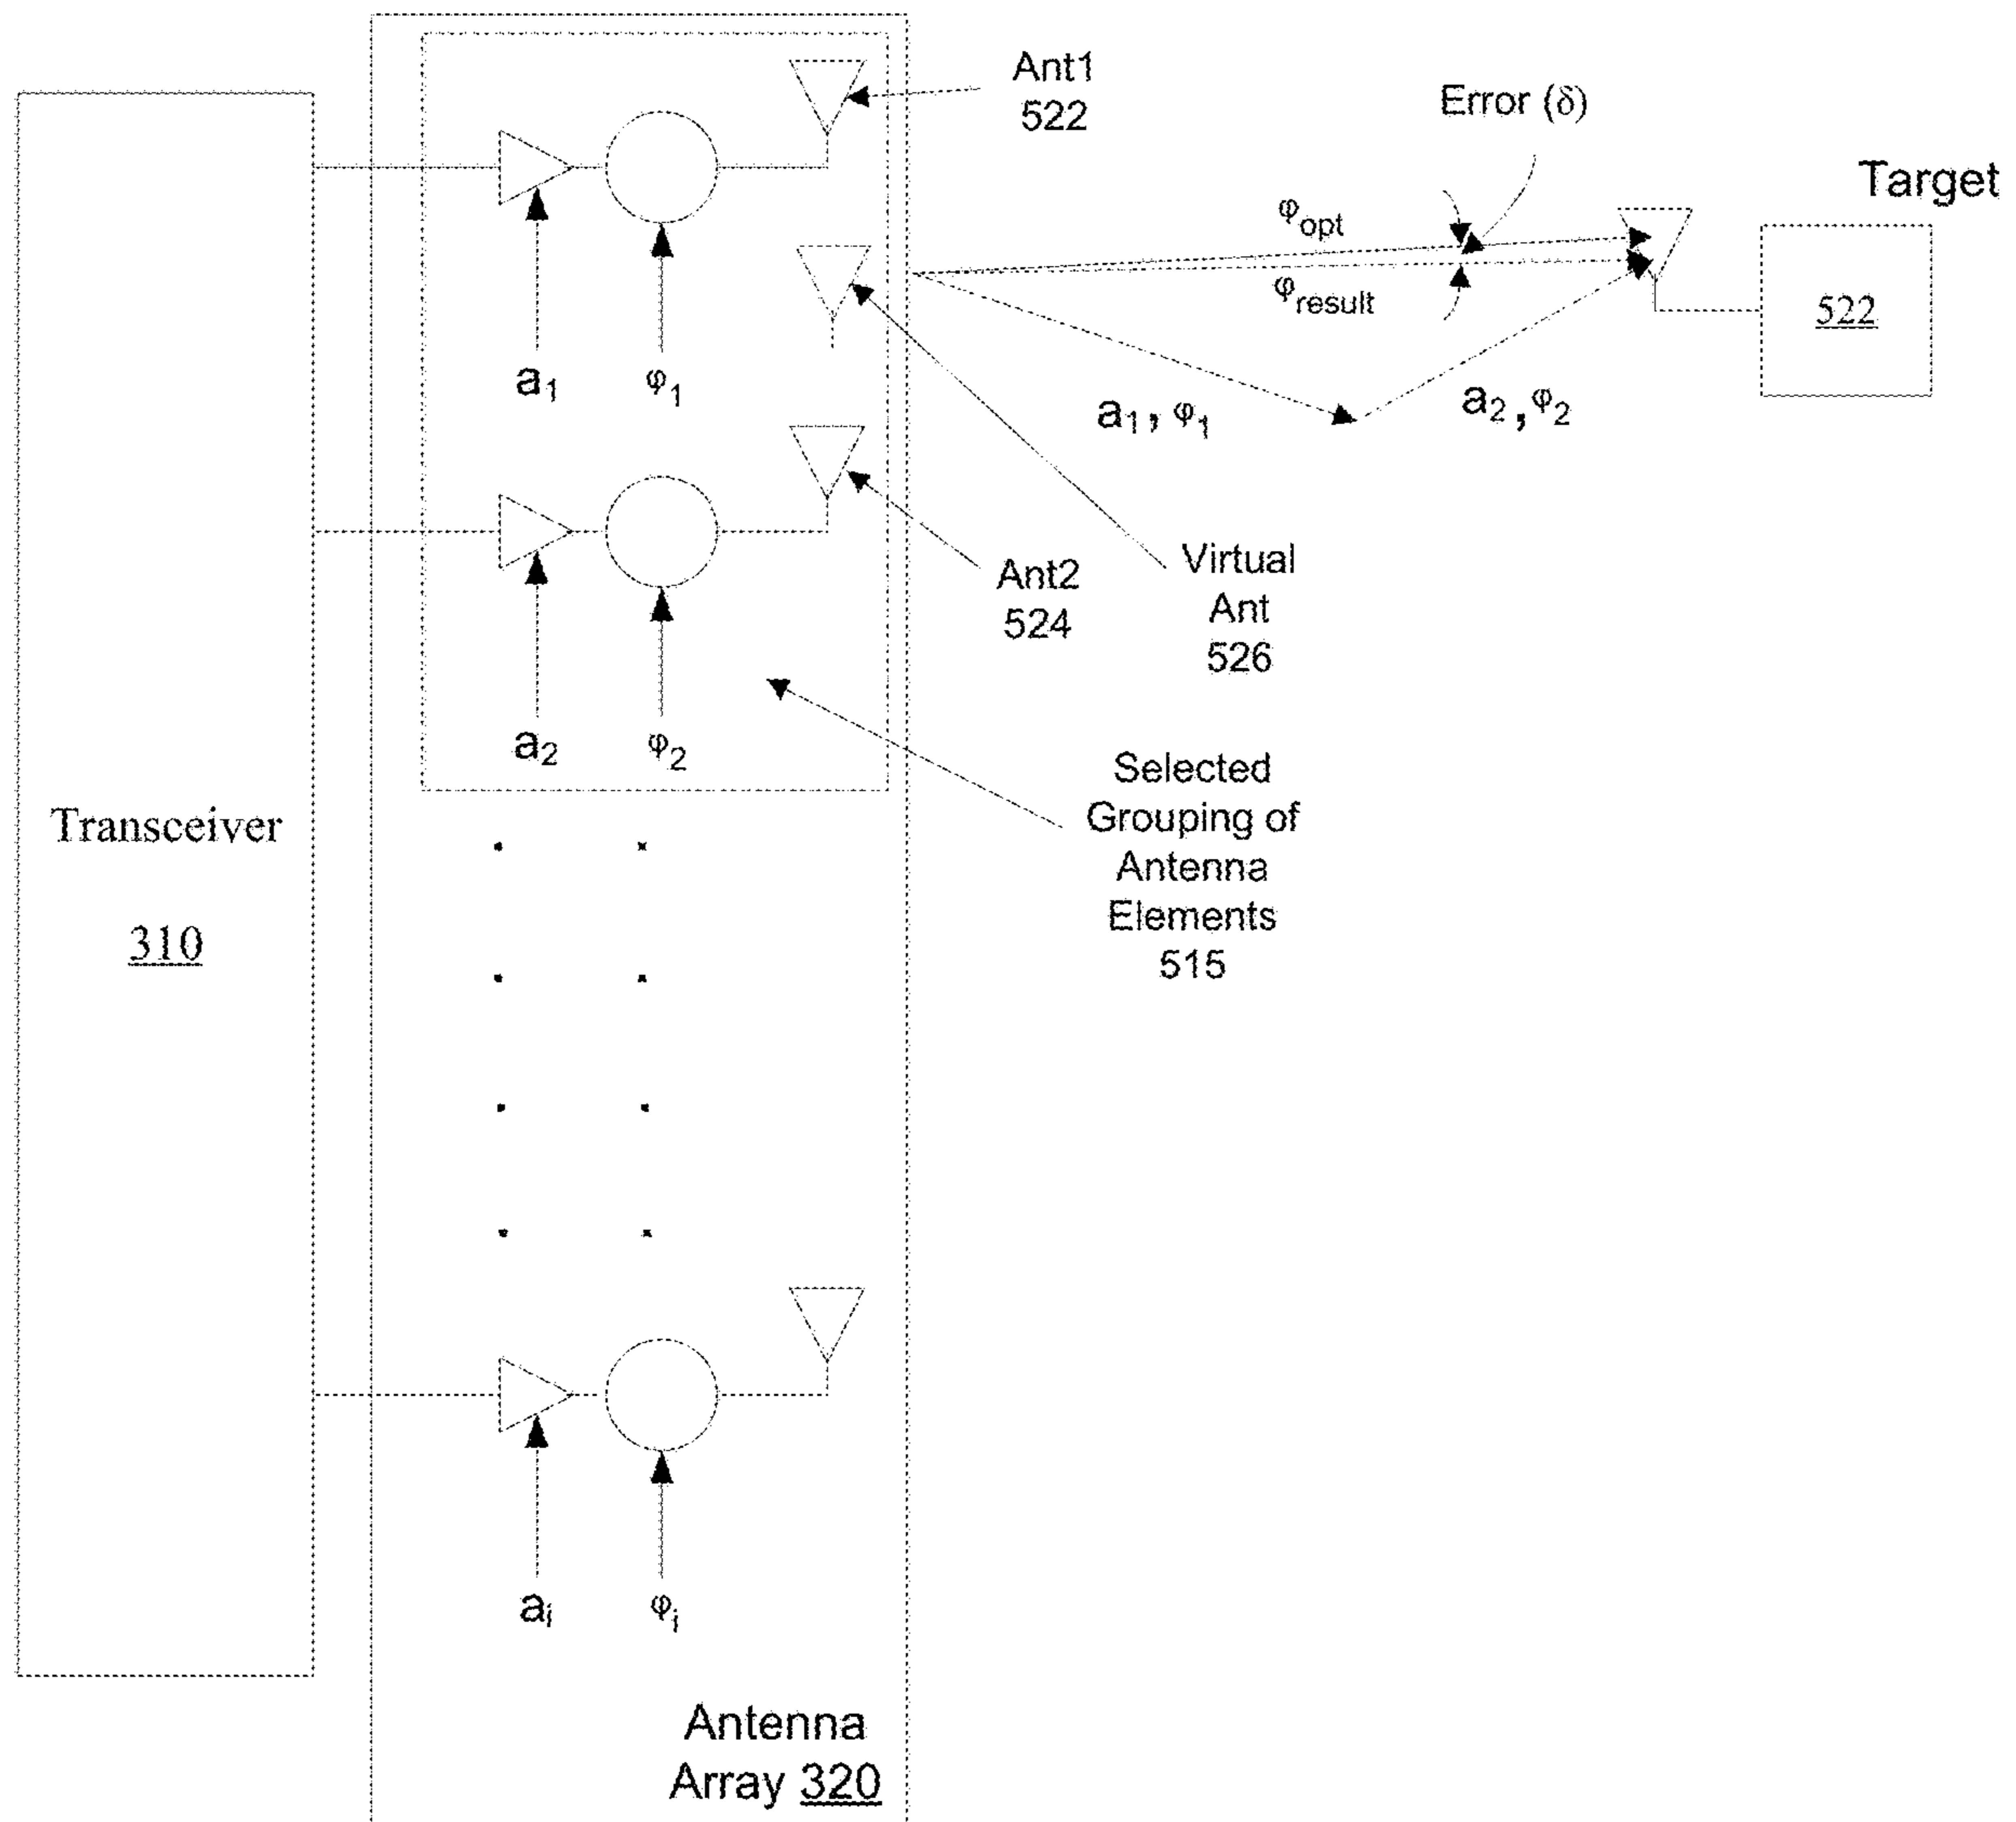 Ant1
522
Error (δ)
Target
φopt
φresult
522
a1
φ1
a1, φ1
a2, φ2
Virtual
Ant
526
Ant2
524
a2
φ2
Selected
Grouping of
Antenna
Elements
515
Transceiver
310
ai
φi
Antenna
Array 320